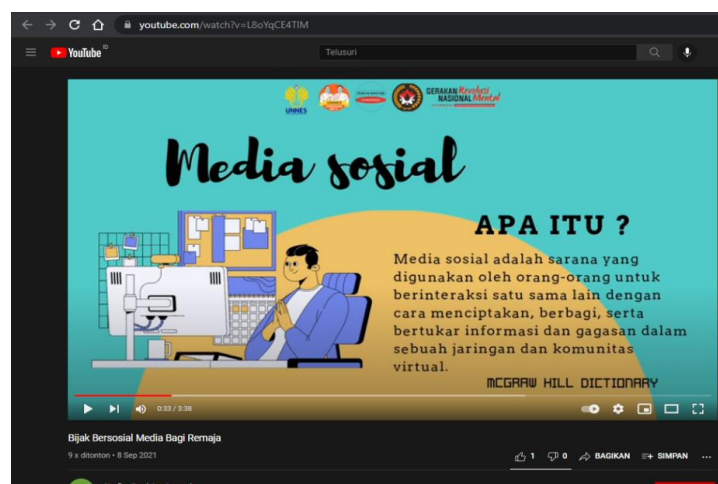 youtube.com/watch?v=L8oYqCE4TIM
YouTube ID
Telusuri
UNNES
GERAKAN Revolusi
NASIONAL Mental
Media sosial
APA ITU ?
Media sosial adalah sarana yang
digunakan oleh orang-orang untuk
berinteraksi satu sama lain dengan
cara menciptakan, berbagi, serta
bertukar informasi dan gagasan dalam
sebuah jaringan dan komunitas
virtual.
MCGRAW HILL DICTIONARY
0:33 / 3:38
Bijak Bersosial Media Bagi Remaja
9 x ditonton • 8 Sep 2021
1
0
BAGIKAN
SIMPAN